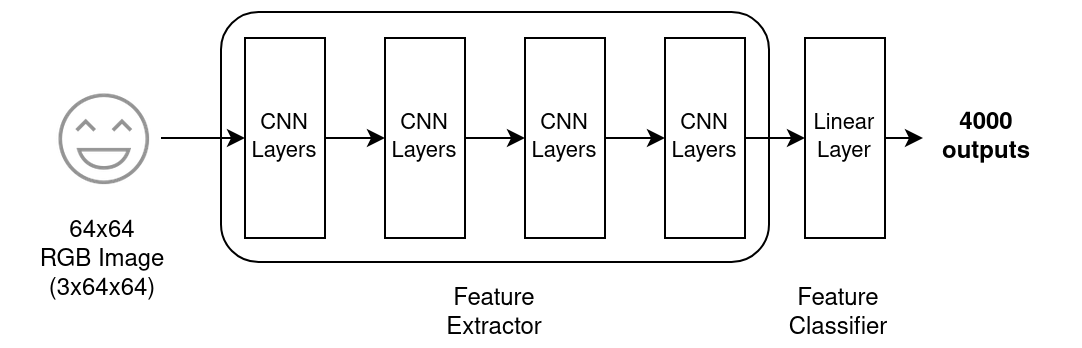 64x64
RGB Image
(3x64x64)
CNN
Layers
CNN
Layers
CNN
Layers
CNN
Layers
Feature
Extractor
Linear
Layer
Feature
Classifier
4000
outputs